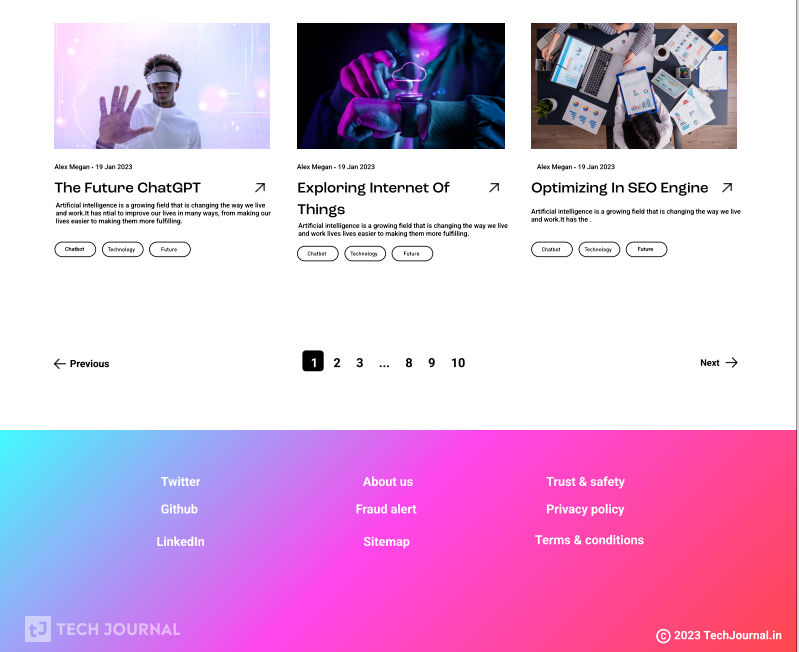 Alex Megan • 19 Jan 2023
The Future ChatGPT
Artificial intelligence is a growing field that is changing the way we live
and work.It has ntial to improve our lives in many ways, from making our
lives easier to making them more fulfilling.
Chatbot Technology Future
Alex Megan • 19 Jan 2023
Exploring Internet Of
Things
Artificial intelligence is a growing field that is changing the way we live
and work lives lives easier to making them more fulfilling.
Chatbot Technology Future
Alex Megan • 19 Jan 2023
Optimizing In SEO Engine
Artificial intelligence is a growing field that is changing the way we live
and work.It has the .
Chatbot Technology Future
Previous 1 2 3 ... 8 9 10 Next
Twitter About us Trust & safety
Github Fraud alert Privacy policy
LinkedIn Sitemap Terms & conditions
tJ TECH JOURNAL
© 2023 TechJournal.in